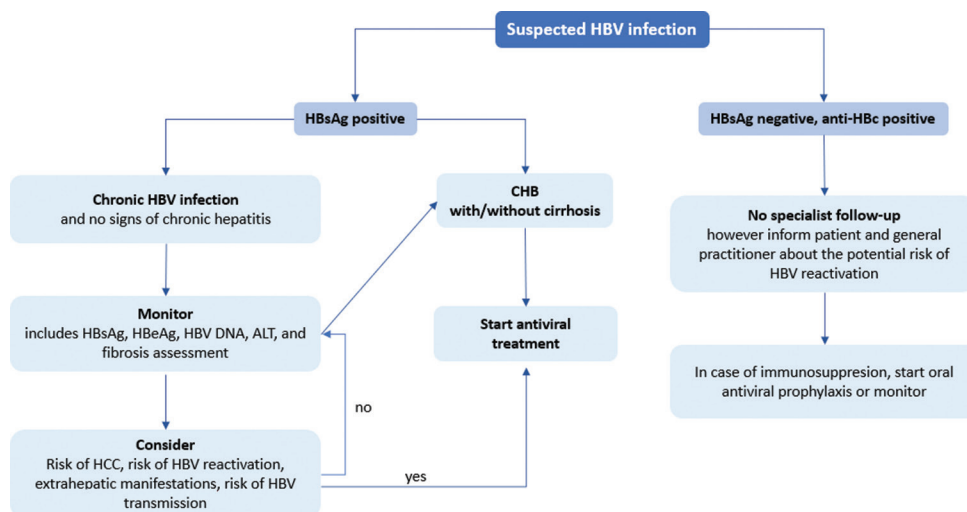 Suspected HBV infection
HBsAg positive
HBsAg negative, anti-HBc positive
Chronic HBV infection
and no signs of chronic hepatitis
CHB
with/without cirrhosis
No specialist follow-up
however inform patient and general
practitioner about the potential risk of
HBV reactivation
Monitor
includes HBsAg, HBeAg, HBV DNA, ALT, and
fibrosis assessment
Start antiviral
treatment
In case of immunosuppresion, start oral
antiviral prophylaxis or monitor
no
Consider
Risk of HCC, risk of HBV reactivation,
extrahepatic manifestations, risk of HBV
transmission
yes